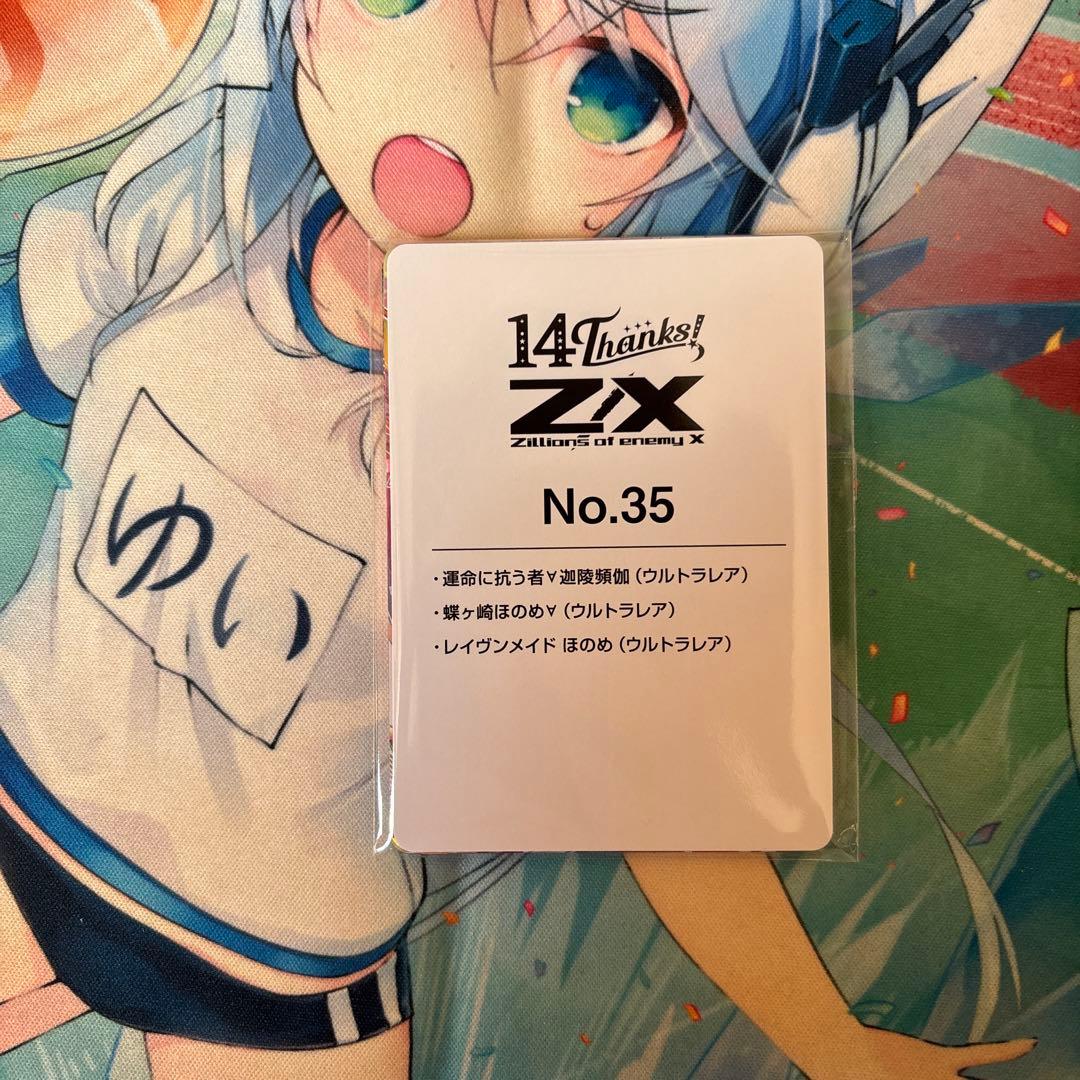 14 Thanks!
Z/X
Zillions of enemy X
No.35
・運命に抗う者∀迦陵頻伽（ウルトラレア）
・蝶ヶ崎ほのめ∀（ウルトラレア）
・レイヴンメイド ほのめ（ウルトラレア）
ゆい